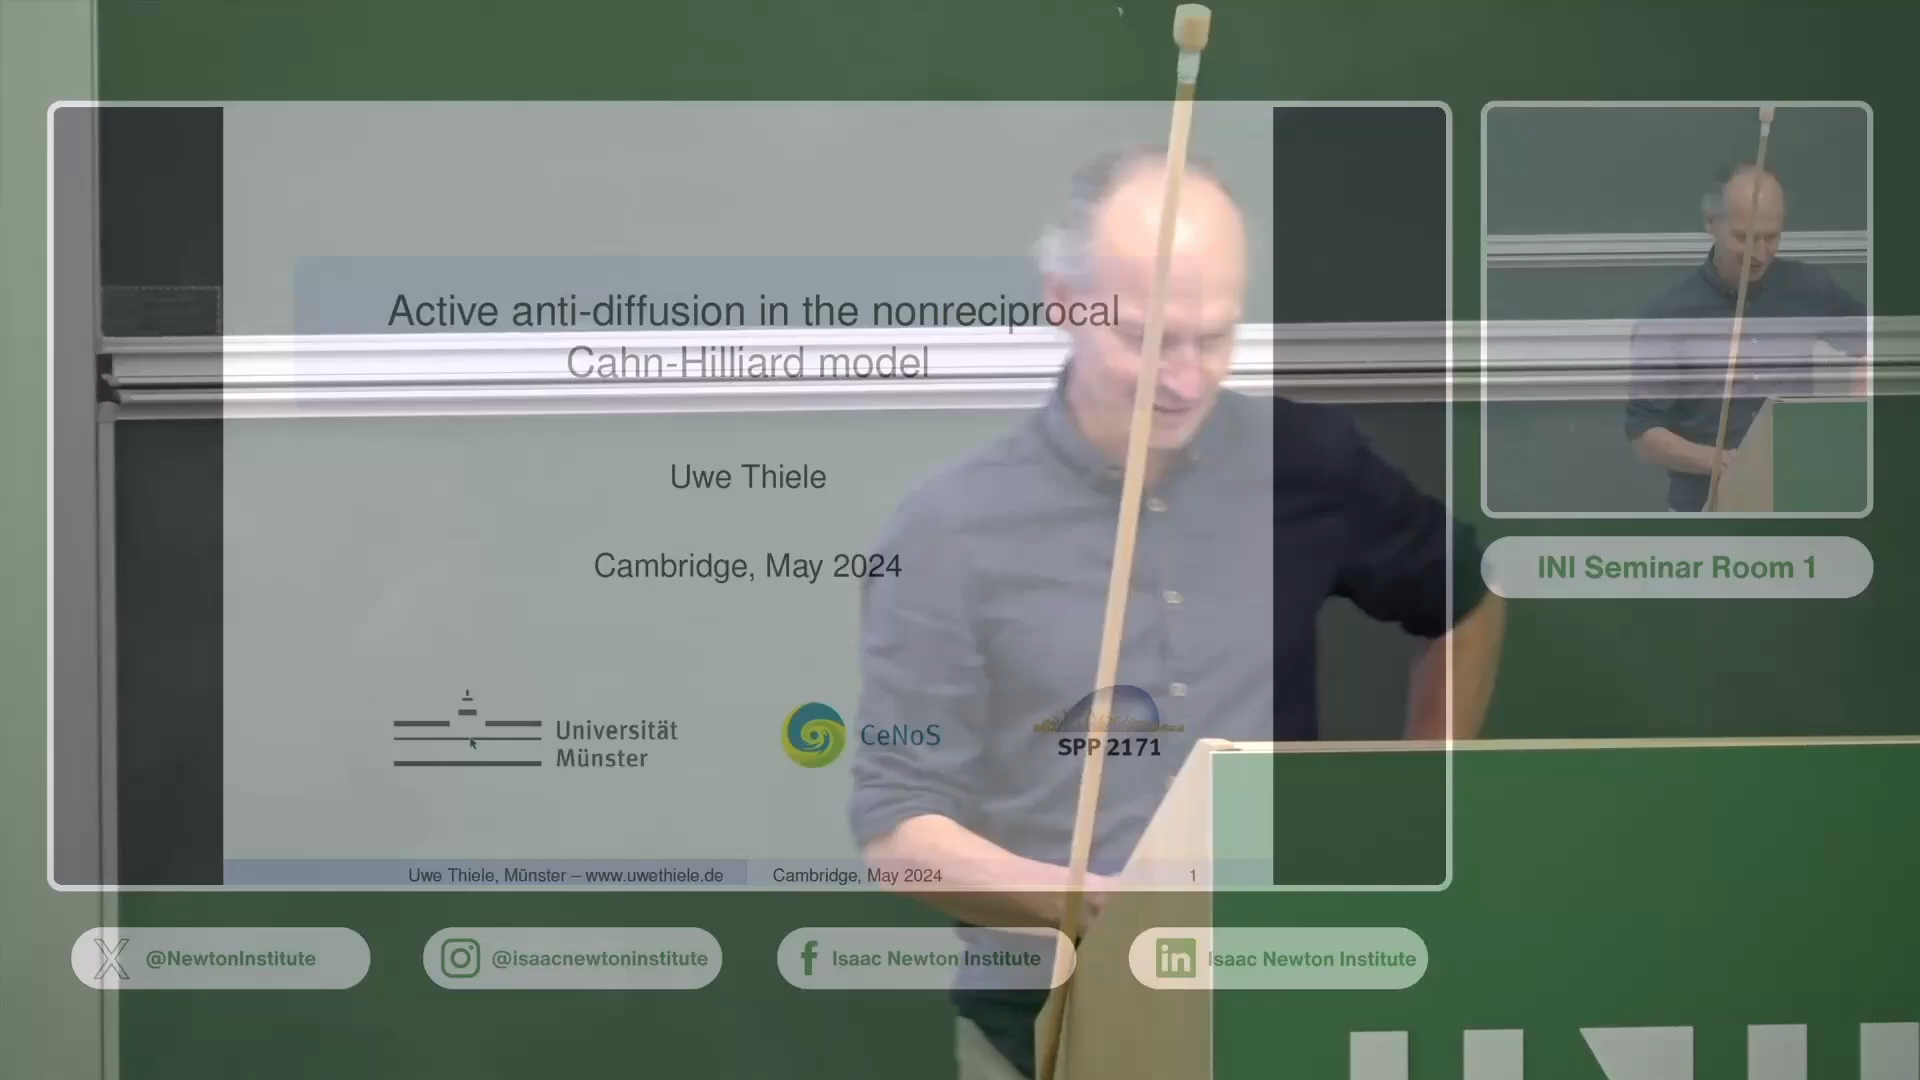 Active anti-diffusion in the nonreciprocal
Cahn-Hilliard model
Uwe Thiele
Cambridge, May 2024
Universität
Münster
CeNoS
SPP 2171
Uwe Thiele, Münster – www.uwethiele.de Cambridge, May 2024 1
INI Seminar Room 1
@NewtonInstitute
@isaacnewtoninstitute
Isaac Newton Institute
Isaac Newton Institute